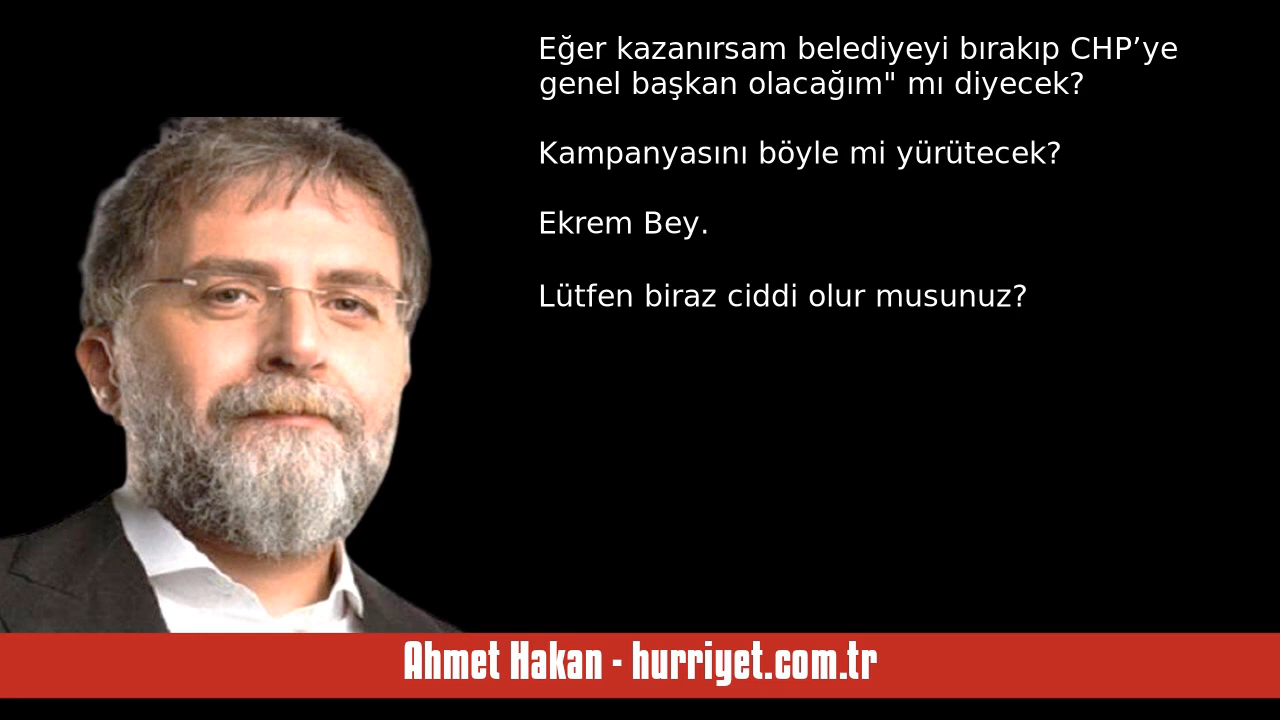 Eğer kazanırsam belediyeyi bırakıp CHP’ye
genel başkan olacağım" mı diyecek?
Kampanyasını böyle mi yürütecek?
Ekrem Bey.
Lütfen biraz ciddi olur musunuz?
Ahmet Hakan - hurriyet.com.tr